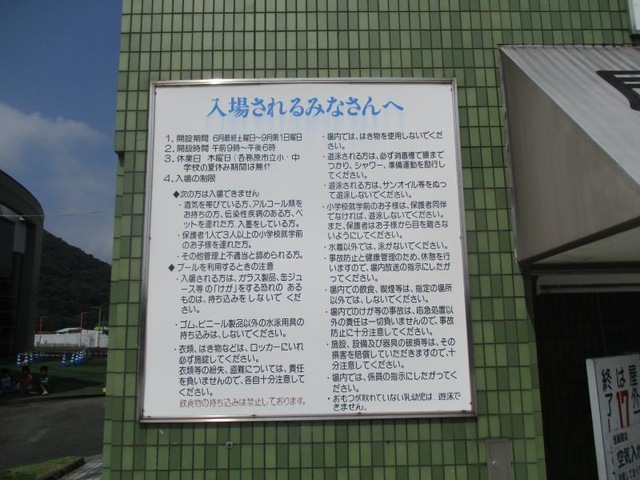 入場されるみなさんへ
1. 開設期間 6月最終土曜日~9月第1日曜日
2. 開設時間 午前9時~午後6時
3. 休業日 木曜日(各務原市立小・中
学校の夏休み期間は無休
4. 入場の制限
◆次の方は入場できません
・酒気を帯びている方、アルコール類を
お持ちの方、伝染性疾病のある方、ペ
ットを連れた方、入墨をしている方。
・保護者1人で3人以上の小学校就学前
のお子様を連れた方。
・その他管理上不適当と認められる方。
◆プールを利用するときの注意
・入場される方は、ガラス製品、缶ジュ
ース等の「けが」をする恐れの ある
ものは、持ち込みをしないで くださ
い。
・ゴム、ビニール製品以外の水泳用具の
持ち込みは、しないでください。
・衣類、はき物などは、ロッカーにいれ
必ず施錠してください。
衣類等の紛失、盗難については、責任
を負いませんので、各自十分注意して
ください。
飲食物の持ち込みは禁止しております。
・場内では、はき物を使用しないでくだ
さい。
・遊泳される方は、必ず消毒槽で腰まで
つかり、シャワー、準備運動を励行し
てください。
・遊泳される方は、サンオイル等をぬっ
て遊泳しないでください。
・小学校就学前のお子様は、保護者同伴
でなければ、遊泳しないでください。
また、保護者はお子様から目を離さな
いようにしてください。
・水着以外では、泳がないでください。
・事故防止と健康管理のため、休憩を行
いますので、場内放送の指示にしたが
ってください。
・場内での飲食、喫煙等は、指定の場所
以外では、しないでください。
・場内でのけが等の事故は、応急処置以
外の責任は一切負いませんので、事故
防止に十分注意してください。
・施設、設備及び器具の破損等は、その
損害を賠償していただきますので、十
分注意してください。
・場内では、係員の指示にしたがってく
ださい。
・おむつが取れていない乳幼児は、遊泳で
きません。
屋外
は17
終了
空気入